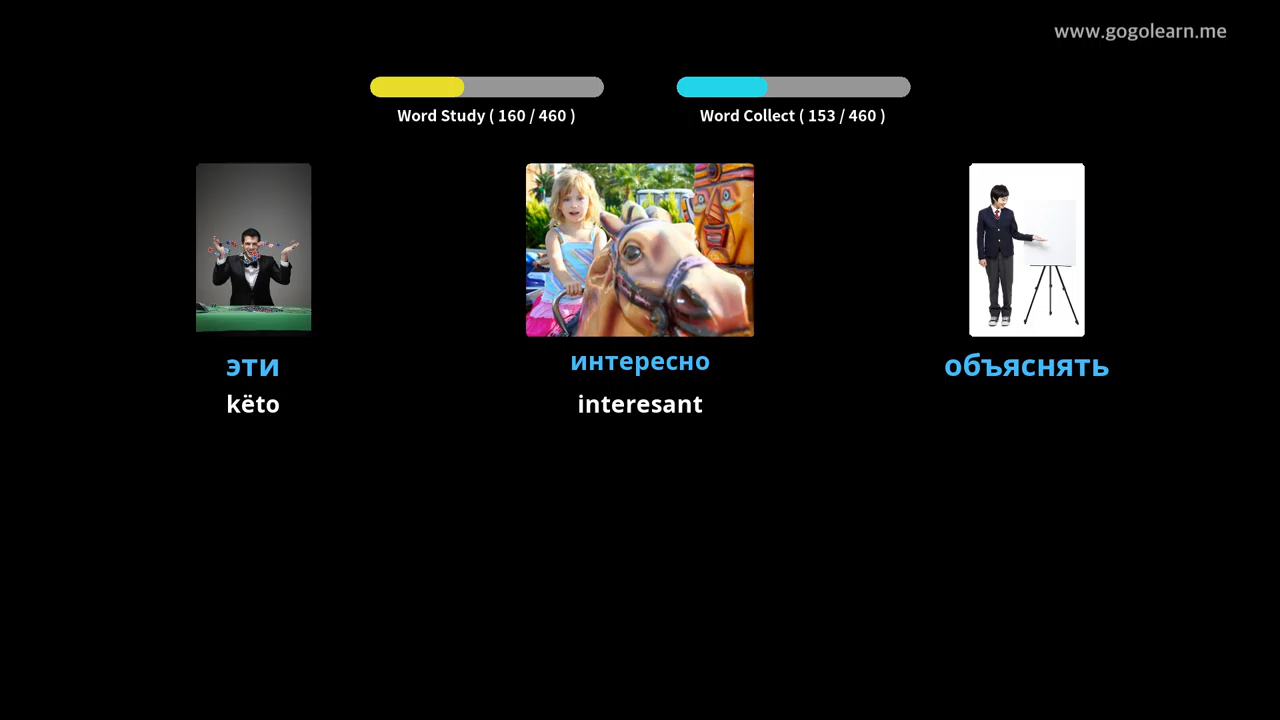 www.gogolearn.me
Word Study ( 160 / 460 )
Word Collect ( 153 / 460 )
эти
интересно
объяснять
këto
interesant